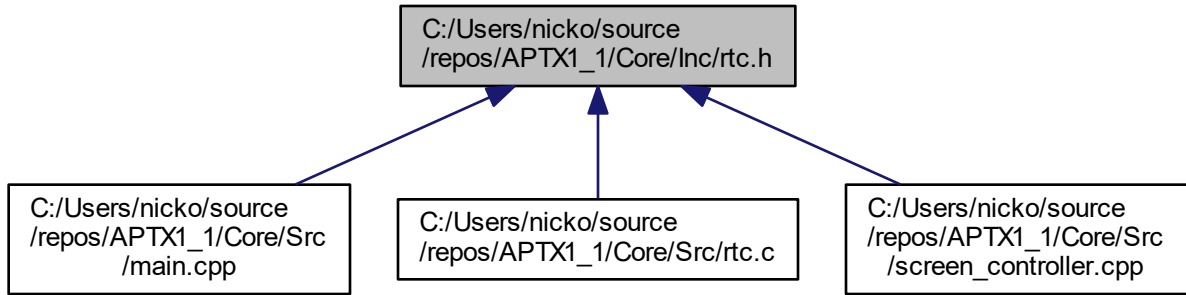 C:/Users/nicko/source
/repos/APTX1_1/Core/Inc/rtc.h
C:/Users/nicko/source
/repos/APTX1_1/Core/Src
/main.cpp
C:/Users/nicko/source
/repos/APTX1_1/Core/Src/rtc.c
C:/Users/nicko/source
/repos/APTX1_1/Core/Src
/screen_controller.cpp